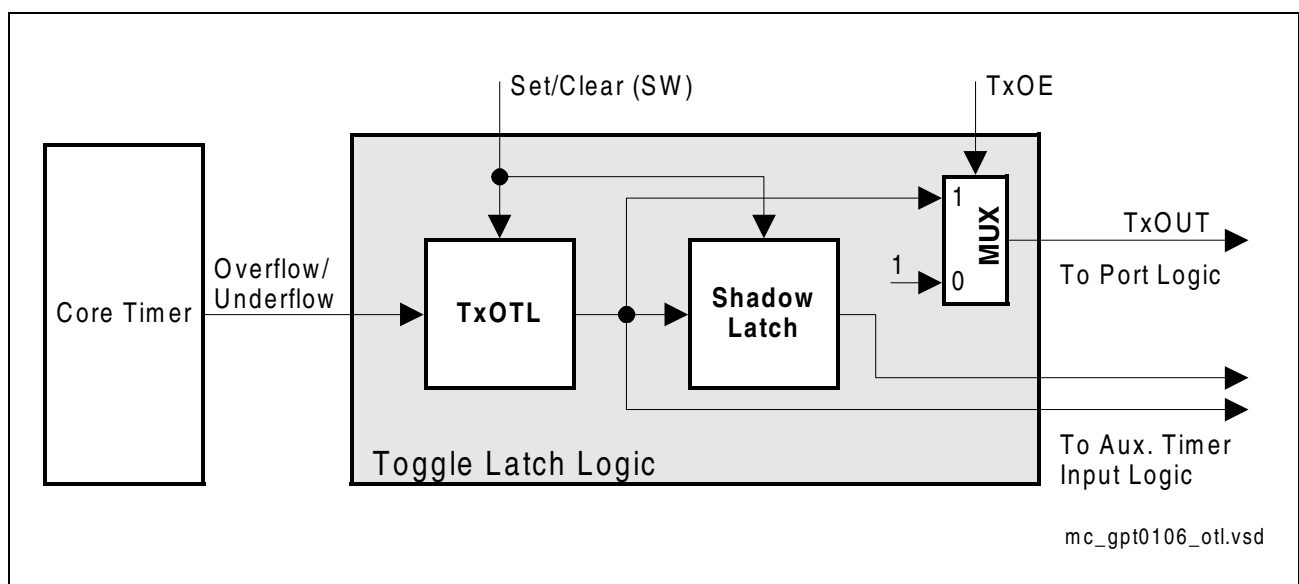 Set/Clear (SW)
TxOE
Core Timer
Overflow/
Underflow
TxOTL
Shadow
Latch
1
1
0
MUX
TxOUT
To Port Logic
To Aux. Timer
Input Logic
Toggle Latch Logic
mc_gpt0106_otl.vsd